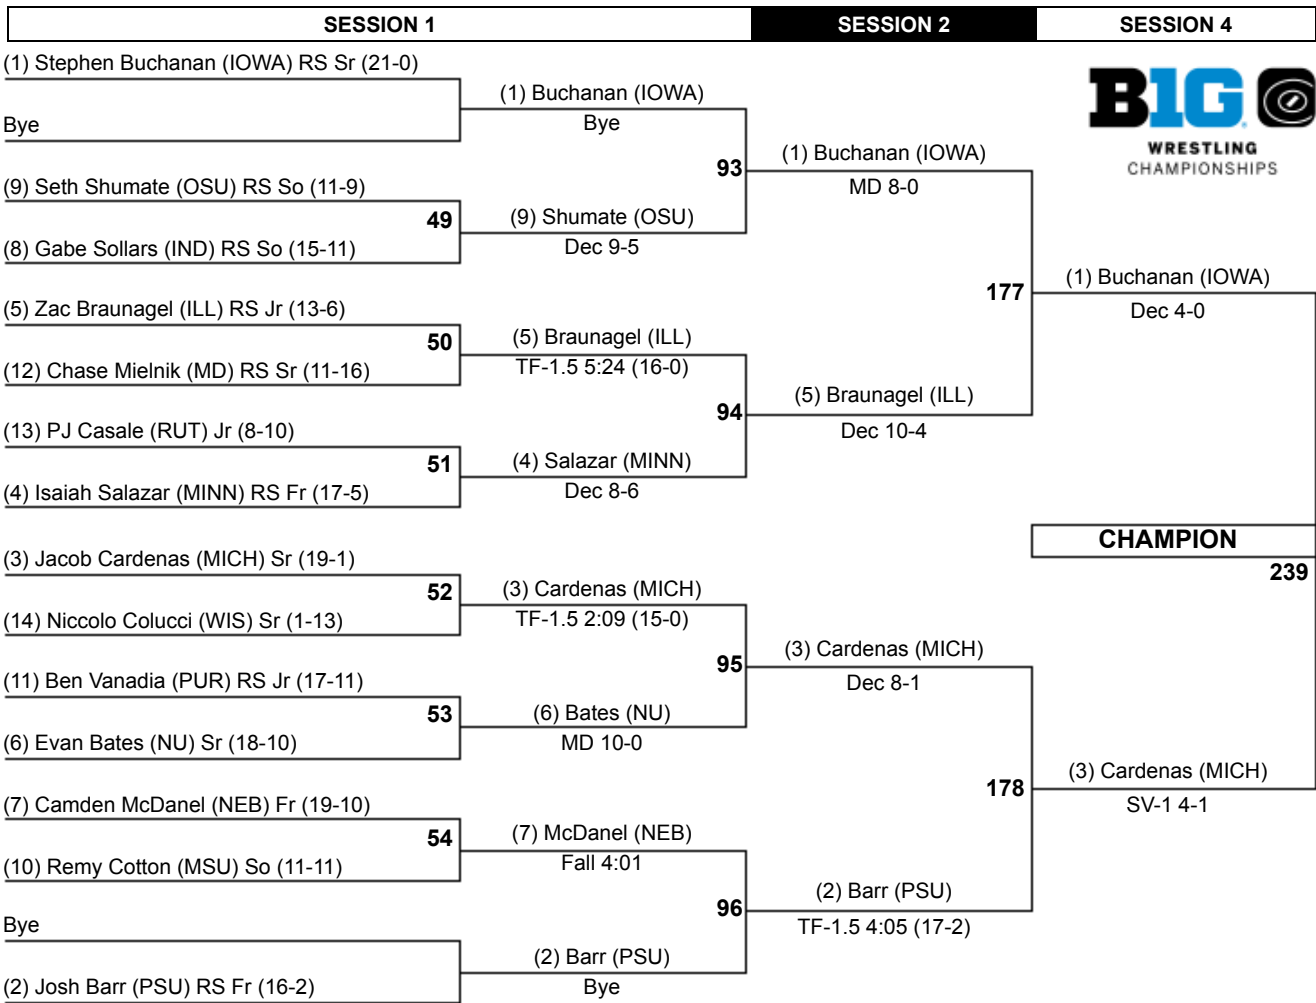 SESSION 1
SESSION 2
SESSION 4
(1) Stephen Buchanan (IOWA) RS Sr (21-0)
Bye
(9) Seth Shumate (OSU) RS So (11-9)
49
(8) Gabe Sollars (IND) RS So (15-11)
(5) Zac Braunagel (ILL) RS Jr (13-6)
50
(12) Chase Mielnik (MD) RS Sr (11-16)
(13) PJ Casale (RUT) Jr (8-10)
51
(4) Isaiah Salazar (MINN) RS Fr (17-5)
(3) Jacob Cardenas (MICH) Sr (19-1)
52
(14) Niccolo Colucci (WIS) Sr (1-13)
(11) Ben Vanadia (PUR) RS Jr (17-11)
53
(6) Evan Bates (NU) Sr (18-10)
(7) Camden McDanel (NEB) Fr (19-10)
54
(10) Remy Cotton (MSU) So (11-11)
Bye
(2) Josh Barr (PSU) RS Fr (16-2)
(1) Buchanan (IOWA)
Bye
93
(9) Shumate (OSU)
Dec 9-5
(5) Braunagel (ILL)
TF-1.5 5:24 (16-0)
94
(4) Salazar (MINN)
Dec 8-6
(3) Cardenas (MICH)
TF-1.5 2:09 (15-0)
95
(6) Bates (NU)
MD 10-0
(7) McDanel (NEB)
Fall 4:01
96
(2) Barr (PSU)
Bye
(1) Buchanan (IOWA)
MD 8-0
177
(5) Braunagel (ILL)
Dec 10-4
(3) Cardenas (MICH)
Dec 8-1
178
(2) Barr (PSU)
TF-1.5 4:05 (17-2)
B1G
WRESTLING
CHAMPIONSHIPS
(1) Buchanan (IOWA)
Dec 4-0
CHAMPION
239
(3) Cardenas (MICH)
SV-1 4-1